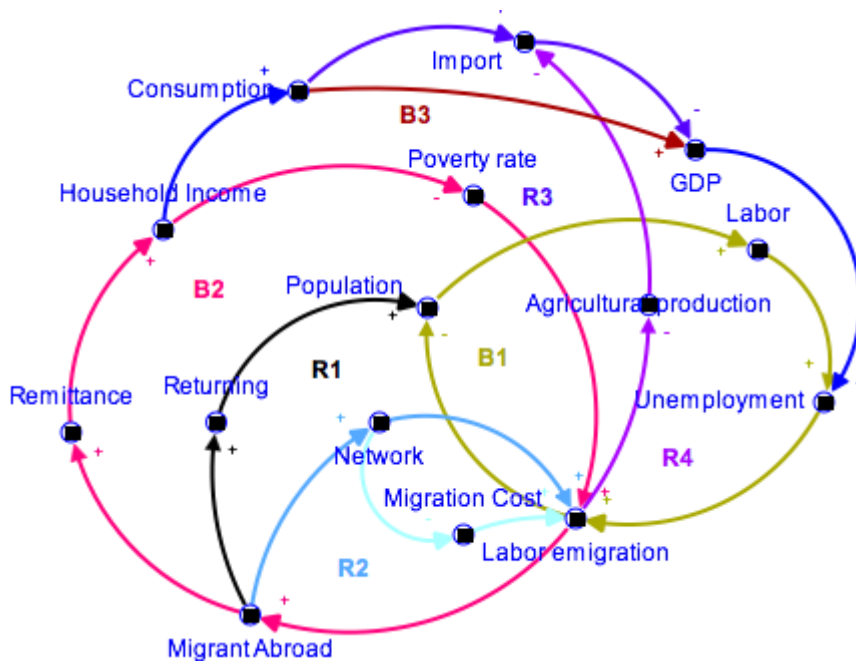 Import
Consumption
B3
Poverty rate
GDP
Household Income
R3
Labor
B2
Population
Agricultural production
R1
B1
Remittance
Returning
Unemployment
Network
R4
Migration Cost
Labor emigration
R2
Migrant Abroad